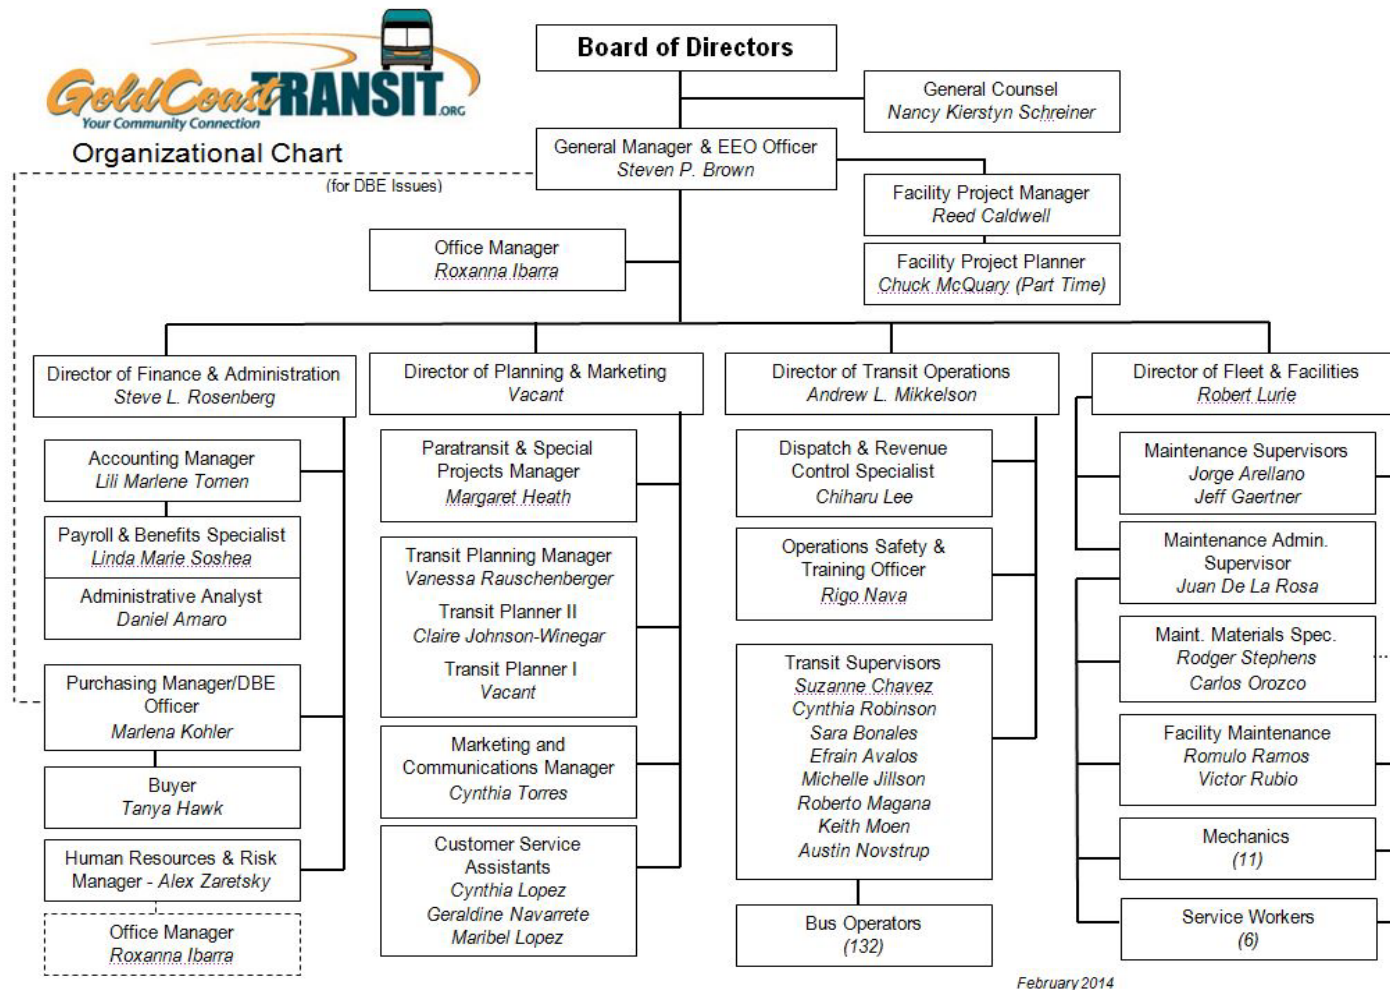 GoldCoast TRANSIT .ORG
Your Community Connection
Organizational Chart
Board of Directors
General Counsel
Nancy Kierstyn Schreiner
General Manager & EEO Officer
Steven P. Brown
(for DBE Issues)
Facility Project Manager
Reed Caldwell
Office Manager
Roxanna Ibarra
Facility Project Planner
Chuck McQuary (Part Time)
Director of Finance & Administration
Steve L. Rosenberg
Accounting Manager
Lili Marlene Tomen
Payroll & Benefits Specialist
Linda Marie Soshea
Administrative Analyst
Daniel Amaro
Purchasing Manager/DBE
Officer
Marlena Kohler
Buyer
Tanya Hawk
Human Resources & Risk
Manager - Alex Zaretsky
Office Manager
Roxanna Ibarra
Director of Planning & Marketing
Vacant
Paratransit & Special
Projects Manager
Margaret Heath
Transit Planning Manager
Vanessa Rauschenberger
Transit Planner II
Claire Johnson-Winegar
Transit Planner I
Vacant
Marketing and
Communications Manager
Cynthia Torres
Customer Service
Assistants
Cynthia Lopez
Geraldine Navarrete
Maribel Lopez
Director of Transit Operations
Andrew L. Mikkelson
Dispatch & Revenue
Control Specialist
Chiharu Lee
Operations Safety &
Training Officer
Rigo Nava
Transit Supervisors
Suzanne Chavez
Cynthia Robinson
Sara Bonales
Efrain Avalos
Michelle Jillson
Roberto Magana
Keith Moen
Austin Novstrup
Bus Operators
(132)
Director of Fleet & Facilities
Robert Lurie
Maintenance Supervisors
Jorge Arellano
Jeff Gaertner
Maintenance Admin.
Supervisor
Juan De La Rosa
Maint. Materials Spec.
Rodger Stephens
Carlos Orozco
Facility Maintenance
Romulo Ramos
Victor Rubio
Mechanics
(11)
Service Workers
(6)
February 2014